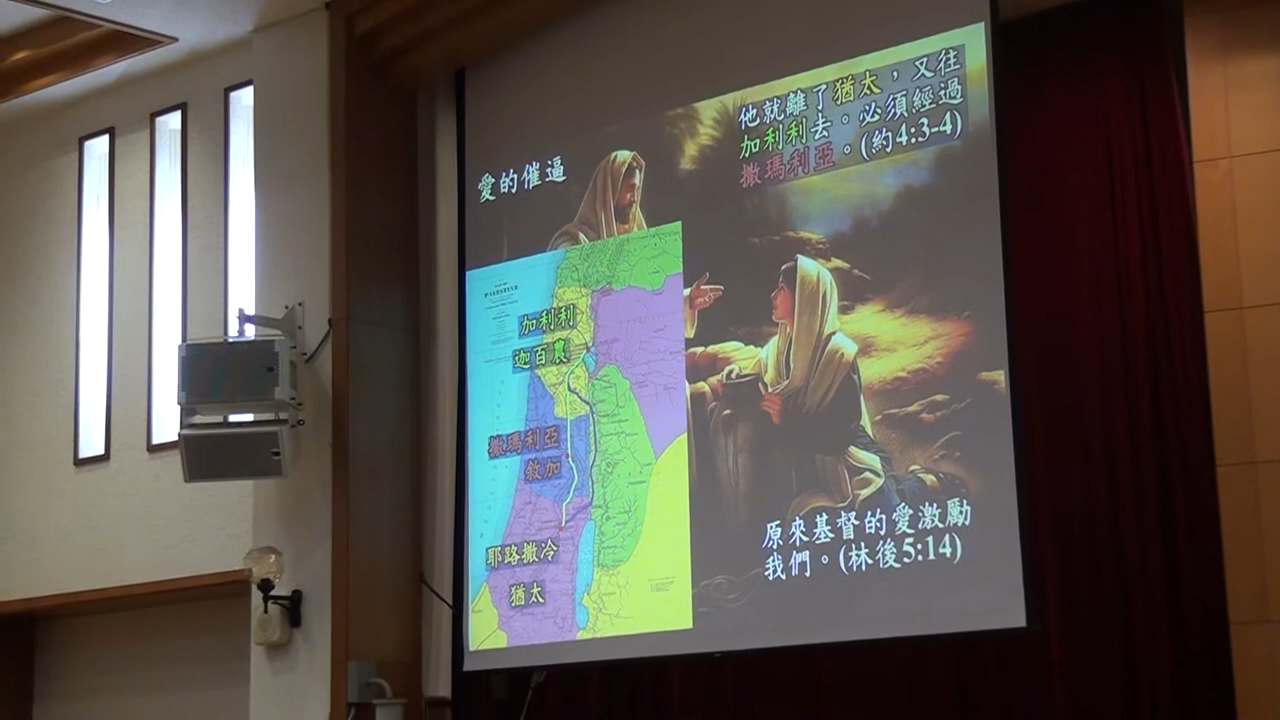 愛的催逼
他就離了猶太，又往
加利利去。必須經過
撒瑪利亞。(約4:3-4)
PALESTINE
加利利
迦百農
撒瑪利亞
敘加
耶路撒冷
猶太
原來基督的愛激勵
我們。(林後5:14)